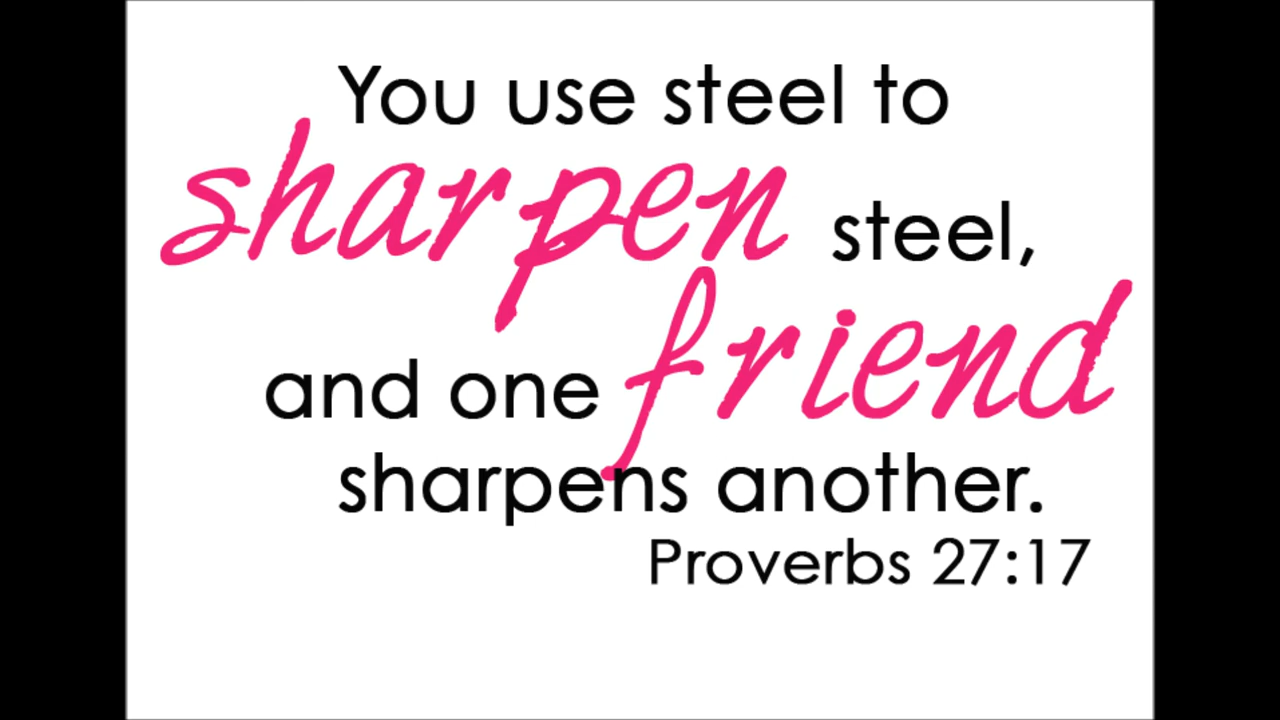 You use steel to
sharpen steel,
and one friend
sharpens another.
Proverbs 27:17